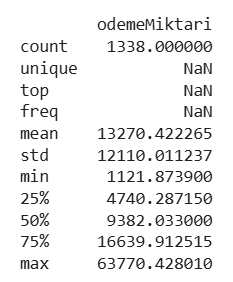 odemeMiktari
count 1338.000000
unique NaN
top NaN
freq NaN
mean 13270.422265
std 12110.011237
min 1121.873900
25% 4740.287150
50% 9382.033000
75% 16639.912515
max 63770.428010